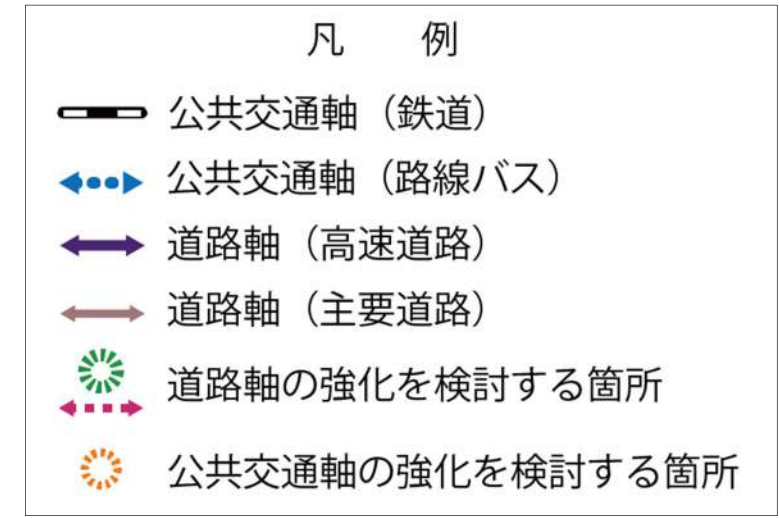 凡　例
公共交通軸（鉄道）
公共交通軸（路線バス）
道路軸（高速道路）
道路軸（主要道路）
道路軸の強化を検討する箇所
公共交通軸の強化を検討する箇所